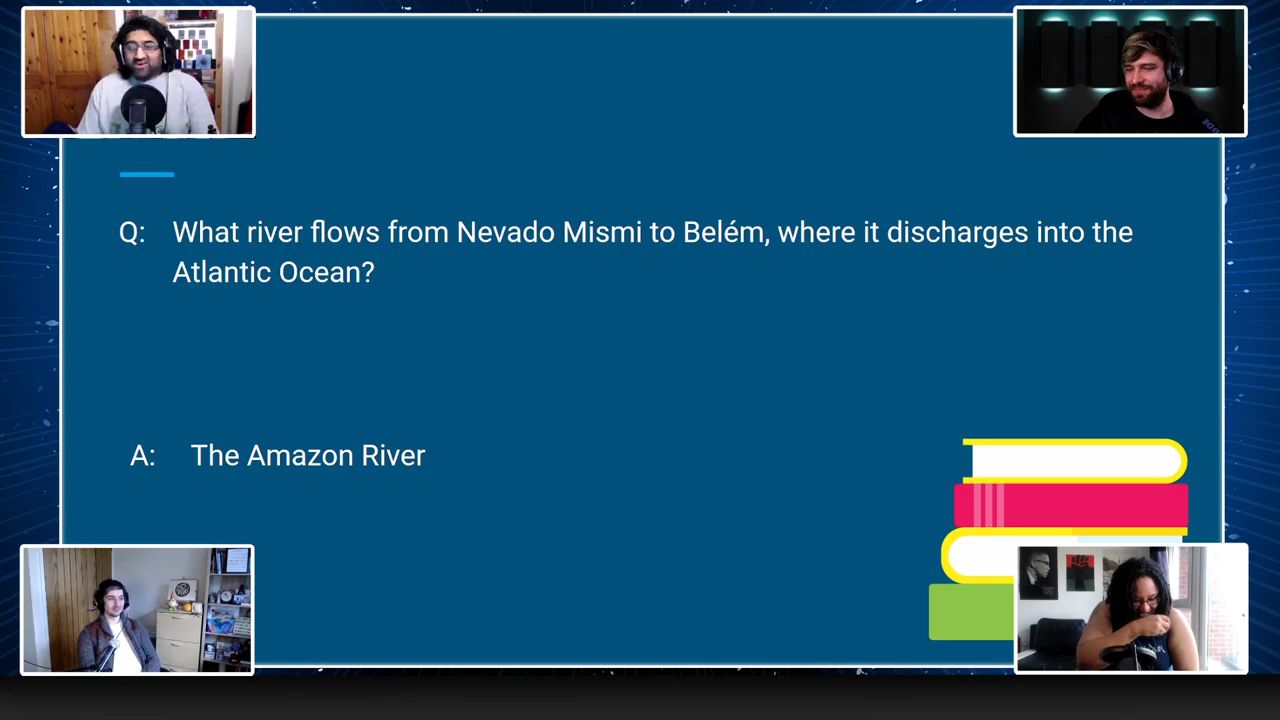 Q: What river flows from Nevado Mismi to Belém, where it discharges into the
Atlantic Ocean?
A: The Amazon River